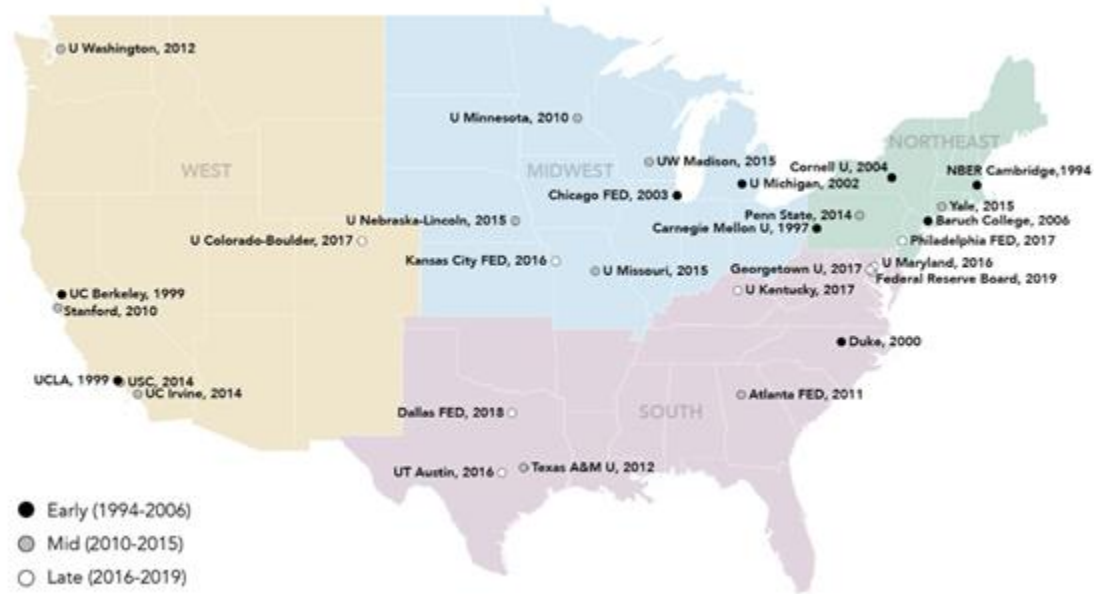 U Washington, 2012
U Minnesota, 2010
NORTHEAST
WEST
MIDWEST
UW Madison, 2015
Cornell U, 2004
NBER Cambridge,1994
Chicago FED, 2003
U Michigan, 2002
U Nebraska-Lincoln, 2015
Penn State, 2014
Yale, 2015
Carnegie Mellon U, 1997
Baruch College, 2006
U Colorado-Boulder, 2017
Philadelphia FED, 2017
Kansas City FED, 2016
U Missouri, 2015
Georgetown U, 2017
U Maryland, 2016
Federal Reserve Board, 2019
UC Berkeley, 1999
U Kentucky, 2017
Stanford, 2010
Duke, 2000
UCLA, 1999
USC, 2014
UC Irvine, 2014
Atlanta FED, 2011
Dallas FED, 2018
SOUTH
UT Austin, 2016
Texas A&M U, 2012
Early (1994-2006)
Mid (2010-2015)
Late (2016-2019)